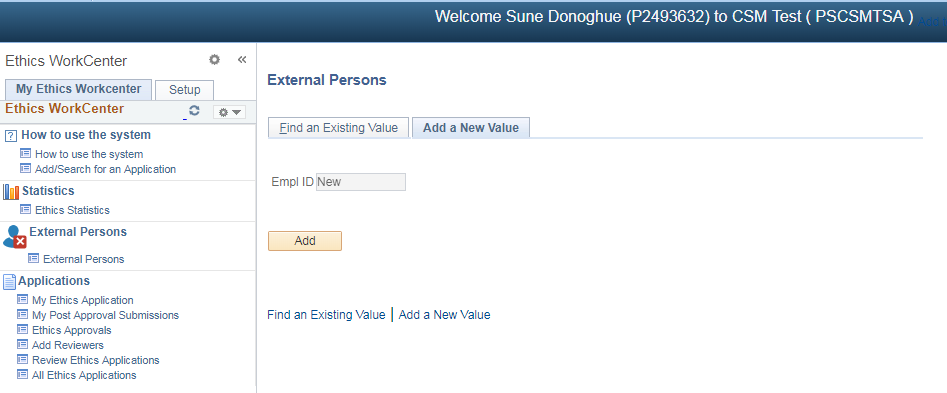 Welcome Sune Donoghue (P2493632) to CSM Test ( PSCSMTSA )
Ethics WorkCenter
«
My Ethics Workcenter
Setup
Ethics WorkCenter
How to use the system
How to use the system
Add/Search for an Application
Statistics
Ethics Statistics
External Persons
External Persons
Applications
My Ethics Application
My Post Approval Submissions
Ethics Approvals
Add Reviewers
Review Ethics Applications
All Ethics Applications
External Persons
Find an Existing Value
Add a New Value
Empl ID New
Add
Find an Existing Value | Add a New Value